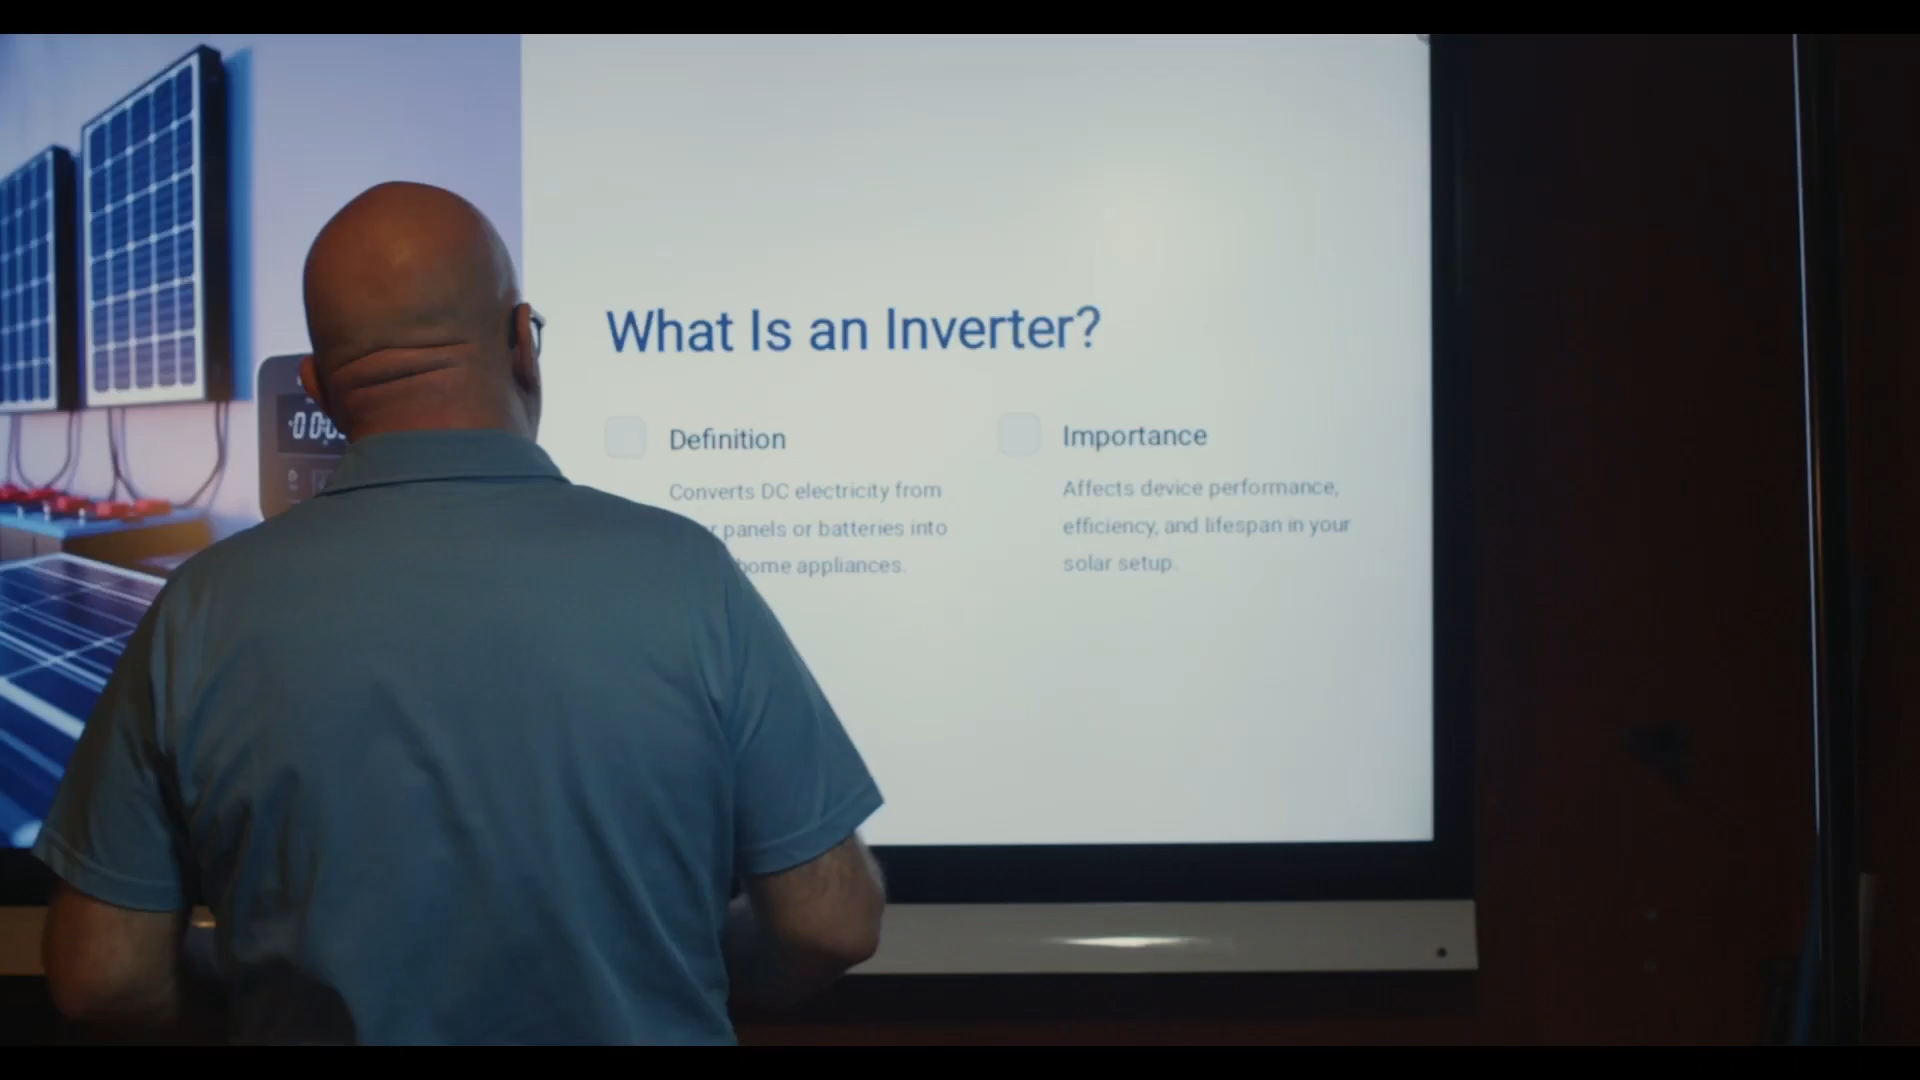 What Is an Inverter?
Definition
Converts DC electricity from
panels or batteries into
home appliances.
Importance
Affects device performance,
efficiency, and lifespan in your
solar setup.